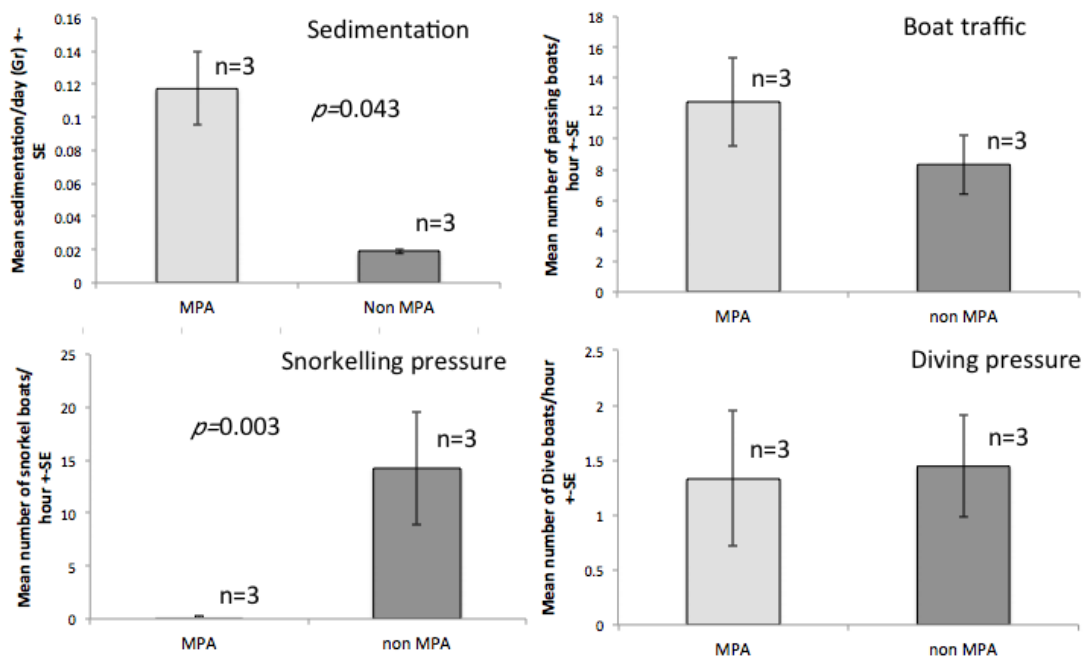 Sedimentation
Mean sedimentation/day (Gr) +-
SE
0.16
0.14
0.12
0.1
0.08
0.06
0.04
0.02
0
n=3
p=0.043
n=3
MPA
Non MPA
Boat traffic
Mean number of passing boats/
hour +-SE
18
16
14
12
10
8
6
4
2
0
n=3
n=3
MPA
non MPA
Snorkelling pressure
Mean number of snorkel boats/
hour +-SE
25
20
15
10
5
0
p=0.003
n=3
n=3
MPA
non MPA
Diving pressure
Mean number of Dive boats/hour
+-SE
2.5
2
1.5
1
0.5
0
n=3
n=3
MPA
non MPA